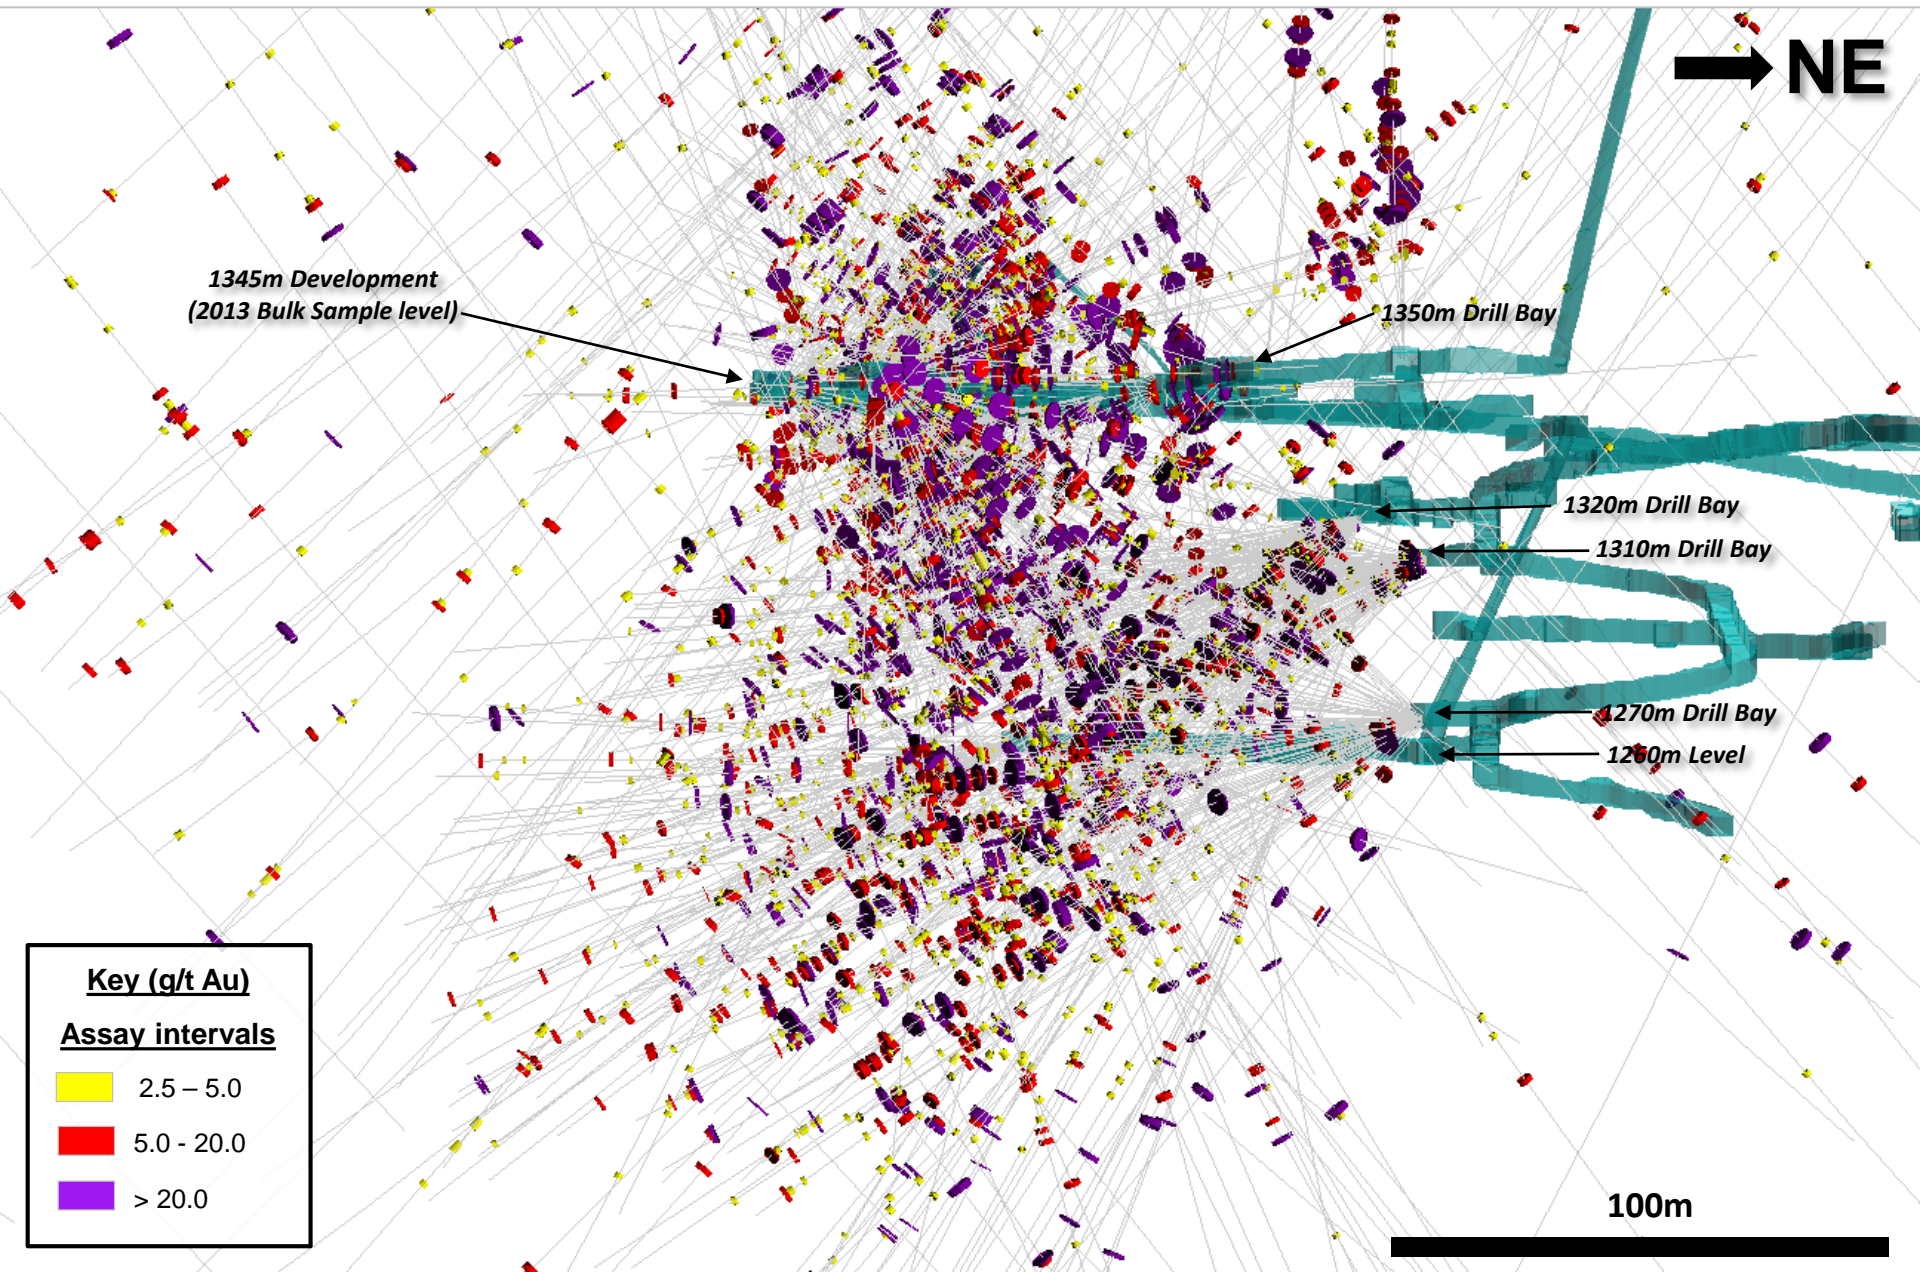 NE
1345m Development
(2013 Bulk Sample level)
1350m Drill Bay
1320m Drill Bay
1310m Drill Bay
1270m Drill Bay
1260m Level
Key (g/t Au)
Assay intervals
2.5 – 5.0
5.0 - 20.0
> 20.0
100m